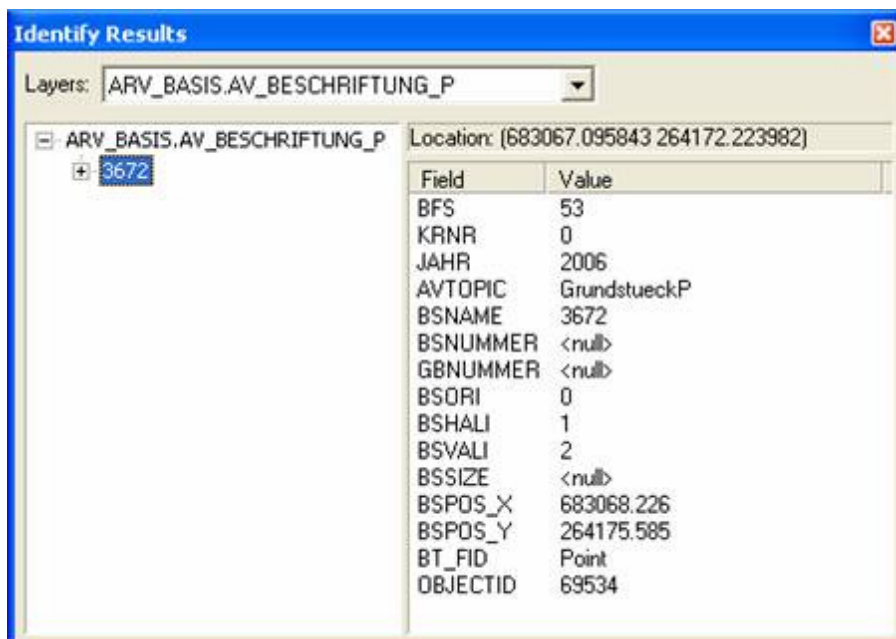 Identify Results
Layers: ARV_BASIS.AV_BESCHRIFTUNG_P
ARV_BASIS.AV_BESCHRIFTUNG_P
3672
Location: (683067.095843 264172.223982)
Field Value
BFS 53
KRNR 0
JAHR 2006
AVTOPIC GrundstueckP
BSNAME 3672
BSNUMMER <null>
GBNUMMER <null>
BSORI 0
BSHALI 1
BSVALI 2
BSSIZE <null>
BSPOS_X 683068.226
BSPOS_Y 264175.585
BT_FID Point
OBJECTID 69534